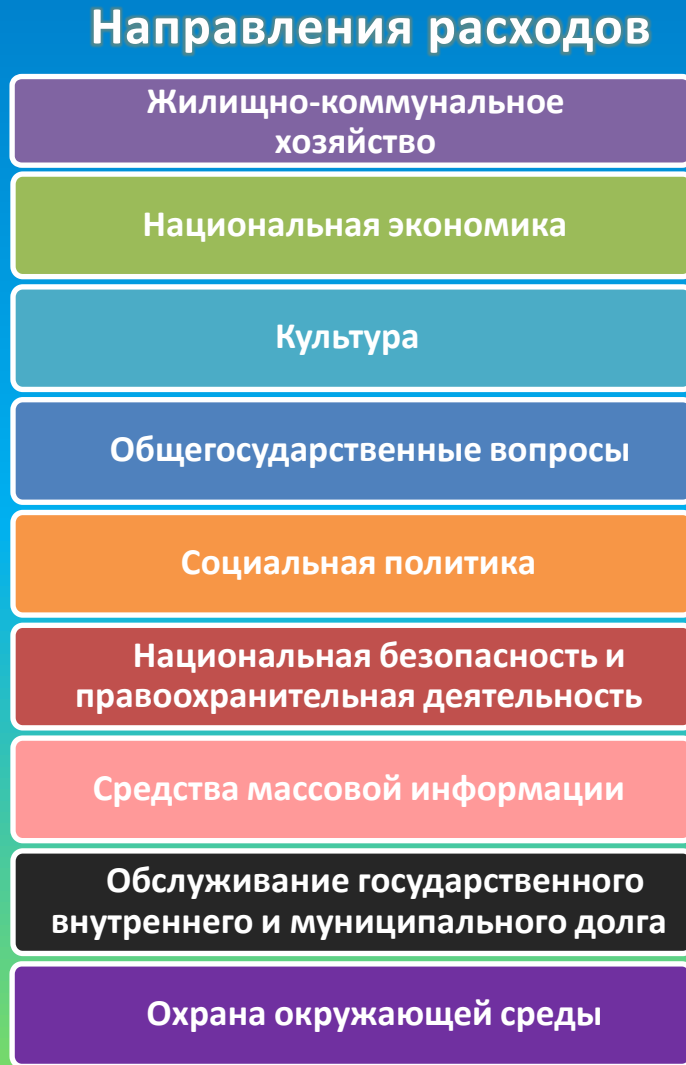 Направления расходов
Жилищно-коммунальное
хозяйство
Национальная экономика
Культура
Общегосударственные вопросы
Социальная политика
Национальная безопасность и
правоохранительная деятельность
Средства массовой информации
Обслуживание государственного
внутреннего и муниципального долга
Охрана окружающей среды